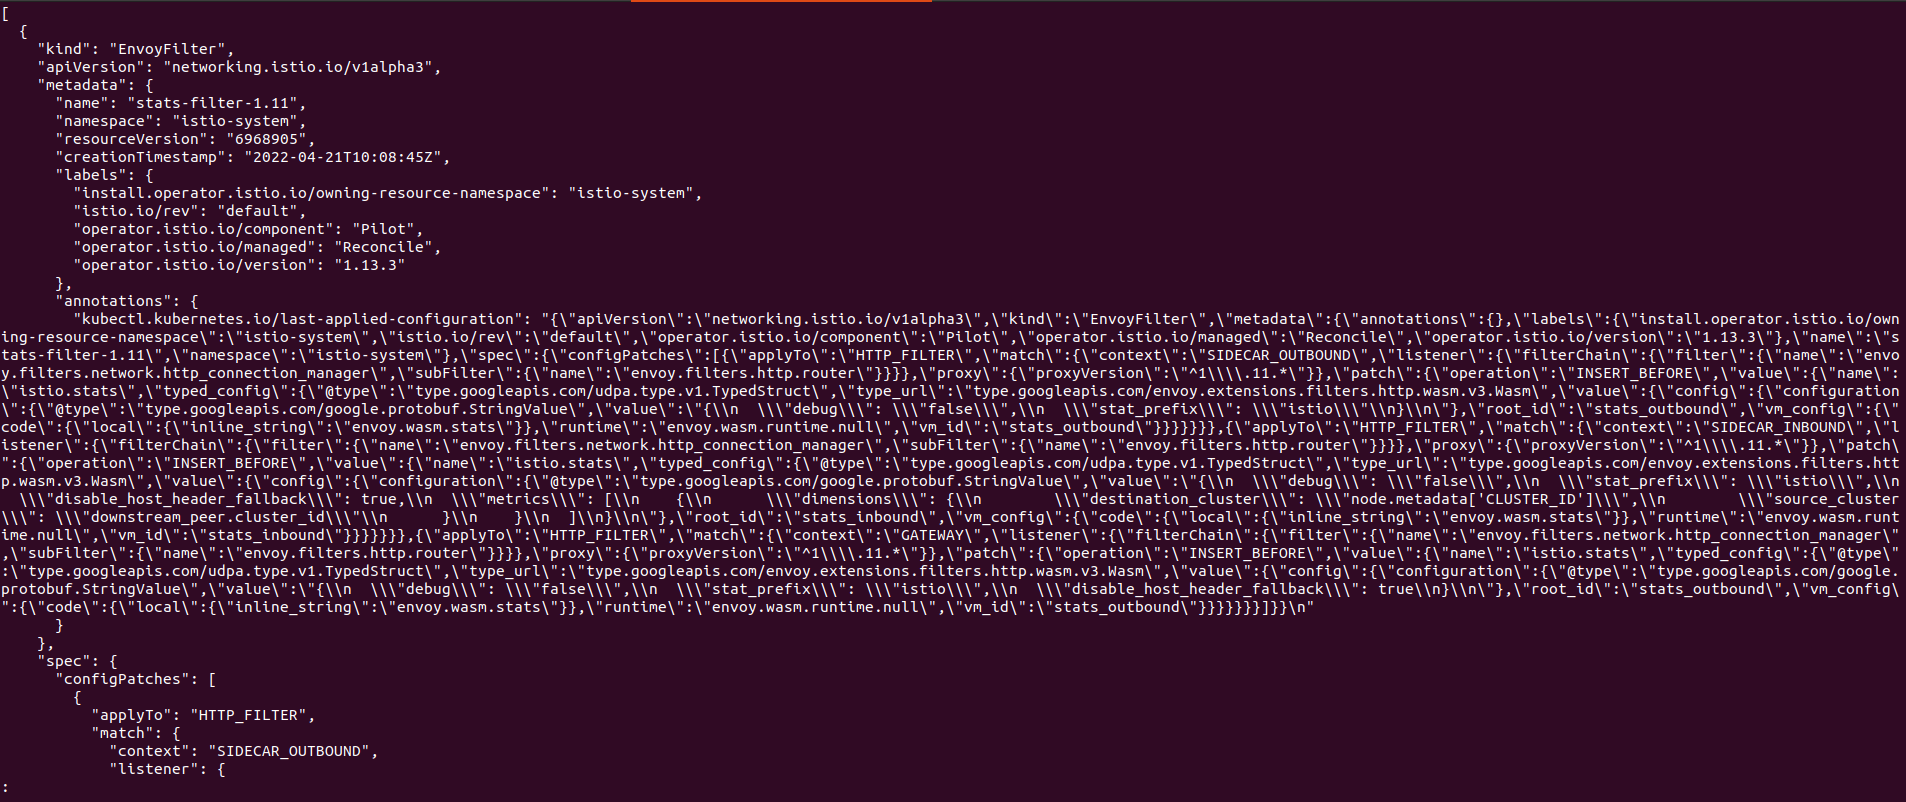 [
  {
    "kind": "EnvoyFilter",
    "apiVersion": "networking.istio.io/v1alpha3",
    "metadata": {
      "name": "stats-filter-1.11",
      "namespace": "istio-system",
      "resourceVersion": "6968905",
      "creationTimestamp": "2022-04-21T10:08:45Z",
      "labels": {
        "install.operator.istio.io/owning-resource-namespace": "istio-system",
        "istio.io/rev": "default",
        "operator.istio.io/component": "Pilot",
        "operator.istio.io/managed": "Reconcile",
        "operator.istio.io/version": "1.13.3"
      },
      "annotations": {
        "kubectl.kubernetes.io/last-applied-configuration": "{\"apiVersion\":\"networking.istio.io/v1alpha3\",\"kind\":\"EnvoyFilter\",\"metadata\":{\"annotations\":{},\"labels\":{\"install.operator.istio.io/own
ing-resource-namespace\":\"istio-system\",\"istio.io/rev\":\"default\",\"operator.istio.io/component\":\"Pilot\",\"operator.istio.io/managed\":\"Reconcile\",\"operator.istio.io/version\":\"1.13.3\"},\"name\":\"s
tats-filter-1.11\",\"namespace\":\"istio-system\"},\"spec\":{\"configPatches\":[{\"applyTo\":\"HTTP_FILTER\",\"match\":{\"context\":\"SIDECAR_OUTBOUND\",\"listener\":{\"filterChain\":{\"filter\":{\"name\":\"envo
y.filters.network.http_connection_manager\",\"subFilter\":{\"name\":\"envoy.filters.http.router\"}}}},\"proxy\":{\"proxyVersion\":\"^1\\\\.11.*\"}},\"patch\":{\"operation\":\"INSERT_BEFORE\",\"value\":{\"name\":
\"istio.stats\",\"typed_config\":{\"@type\":\"type.googleapis.com/udpa.type.v1.TypedStruct\",\"type_url\":\"type.googleapis.com/envoy.extensions.filters.http.wasm.v3.Wasm\",\"value\":{\"config\":{\"configuration
\":{\"@type\":\"type.googleapis.com/google.protobuf.StringValue\",\"value\":\"{\\n  \\\"debug\\\": \\\"false\\\",\\n  \\\"stat_prefix\\\": \\\"istio\\\"\\n}\\n\"},\"root_id\":\"stats_outbound\",\"vm_config\":{\"
code\":{\"local\":{\"inline_string\":\"envoy.wasm.stats\"}},\"runtime\":\"envoy.wasm.runtime.null\",\"vm_id\":\"stats_outbound\"}}}}}}},{\"applyTo\":\"HTTP_FILTER\",\"match\":{\"context\":\"SIDECAR_INBOUND\",\"l
istener\":{\"filterChain\":{\"filter\":{\"name\":\"envoy.filters.network.http_connection_manager\",\"subFilter\":{\"name\":\"envoy.filters.http.router\"}}}},\"proxy\":{\"proxyVersion\":\"^1\\\\.11.*\"}},\"patch\
":{\"operation\":\"INSERT_BEFORE\",\"value\":{\"name\":\"istio.stats\",\"typed_config\":{\"@type\":\"type.googleapis.com/udpa.type.v1.TypedStruct\",\"type_url\":\"type.googleapis.com/envoy.extensions.filters.htt
p.wasm.v3.Wasm\",\"value\":{\"config\":{\"configuration\":{\"@type\":\"type.googleapis.com/google.protobuf.StringValue\",\"value\":\"{\\n  \\\"debug\\\": \\\"false\\\",\\n  \\\"stat_prefix\\\": \\\"istio\\\",\\n
  \\\"disable_host_header_fallback\\\": true,\\n  \\\"metrics\\\": [\\n    {\\n      \\\"dimensions\\\": {\\n        \\\"destination_cluster\\\": \\\"node.metadata['CLUSTER_ID']\\\",\\n        \\\"source_cluster
\\\": \\\"downstream_peer.cluster_id\\\"\\n      }\\n    }\\n  ]\\n}\\n\"},\"root_id\":\"stats_inbound\",\"vm_config\":{\"code\":{\"local\":{\"inline_string\":\"envoy.wasm.stats\"}},\"runtime\":\"envoy.wasm.runt
ime.null\",\"vm_id\":\"stats_inbound\"}}}}}}},{\"applyTo\":\"HTTP_FILTER\",\"match\":{\"context\":\"GATEWAY\",\"listener\":{\"filterChain\":{\"filter\":{\"name\":\"envoy.filters.network.http_connection_manager\"
,\"subFilter\":{\"name\":\"envoy.filters.http.router\"}}}},\"proxy\":{\"proxyVersion\":\"^1\\\\.11.*\"}},\"patch\":{\"operation\":\"INSERT_BEFORE\",\"value\":{\"name\":\"istio.stats\",\"typed_config\":{\"@type\"
:\"type.googleapis.com/udpa.type.v1.TypedStruct\",\"type_url\":\"type.googleapis.com/envoy.extensions.filters.http.wasm.v3.Wasm\",\"value\":{\"config\":{\"configuration\":{\"@type\":\"type.googleapis.com/google.
protobuf.StringValue\",\"value\":\"{\\n  \\\"debug\\\": \\\"false\\\",\\n  \\\"stat_prefix\\\": \\\"istio\\\",\\n  \\\"disable_host_header_fallback\\\": true\\n}\\n\"},\"root_id\":\"stats_outbound\",\"vm_config\
":{\"code\":{\"local\":{\"inline_string\":\"envoy.wasm.stats\"}},\"runtime\":\"envoy.wasm.runtime.null\",\"vm_id\":\"stats_outbound\"}}}}}}}]}}\n"
      }
    },
    "spec": {
      "configPatches": [
        {
          "applyTo": "HTTP_FILTER",
          "match": {
            "context": "SIDECAR_OUTBOUND",
            "listener": {
: